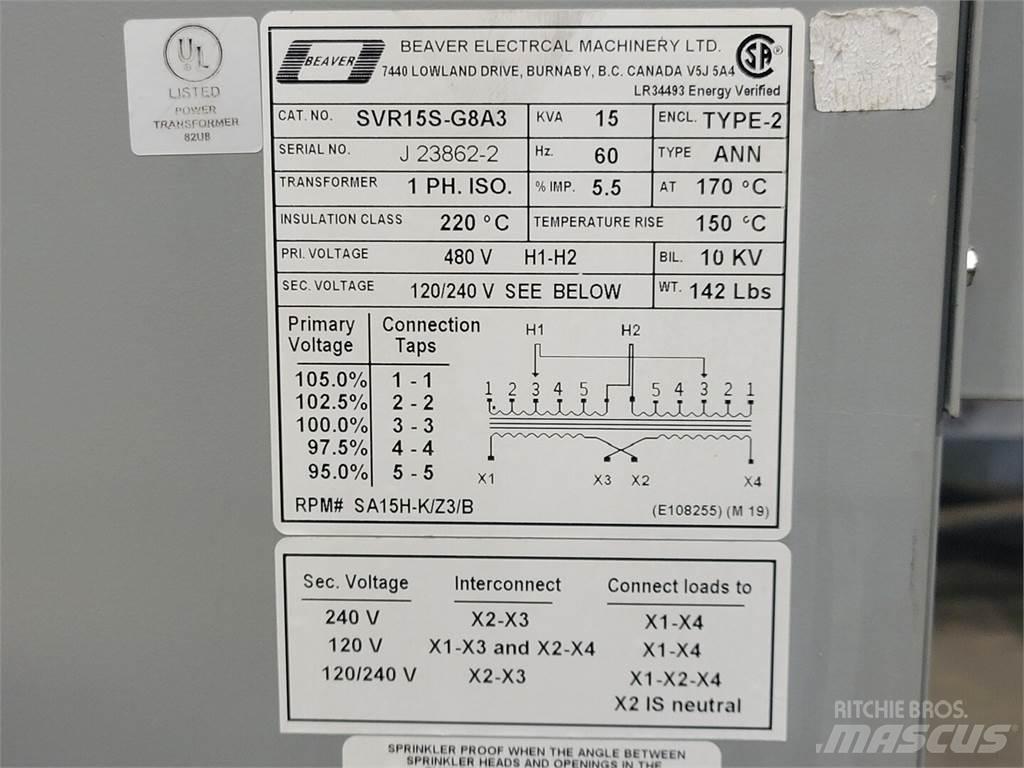 UL
LISTED
POWER
TRANSFORMER
82U8
BEAVER
BEAVER ELECTRCAL MACHINERY LTD.
7440 LOWLAND DRIVE, BURNABY, B.C. CANADA V5J 5A4
SA
LR34493 Energy Verified
CAT. NO. SVR15S-G8A3 KVA 15 ENCL. TYPE-2
SERIAL NO. J 23862-2 Hz. 60 TYPE ANN
TRANSFORMER 1 PH. ISO. % IMP. 5.5 AT 170 °C
INSULATION CLASS 220 °C TEMPERATURE RISE 150 °C
PRI. VOLTAGE 480 V H1-H2 BIL. 10 KV
SEC. VOLTAGE 120/240 V SEE BELOW WT. 142 Lbs
Primary Voltage Connection Taps
105.0% 1 - 1
102.5% 2 - 2
100.0% 3 - 3
97.5% 4 - 4
95.0% 5 - 5
H1 H2
1 2 3 4 5 5 4 3 2 1
X1 X3 X2 X4
RPM# SA15H-K/Z3/B (E108255) (M 19)
Sec. Voltage Interconnect Connect loads to
240 V X2-X3 X1-X4
120 V X1-X3 and X2-X4 X1-X4
120/240 V X2-X3 X1-X2-X4
X2 IS neutral
SPRINKLER PROOF WHEN THE ANGLE BETWEEN
SPRINKLER HEADS AND OPENINGS IN THE
RITCHIE BROS.
MASCUS